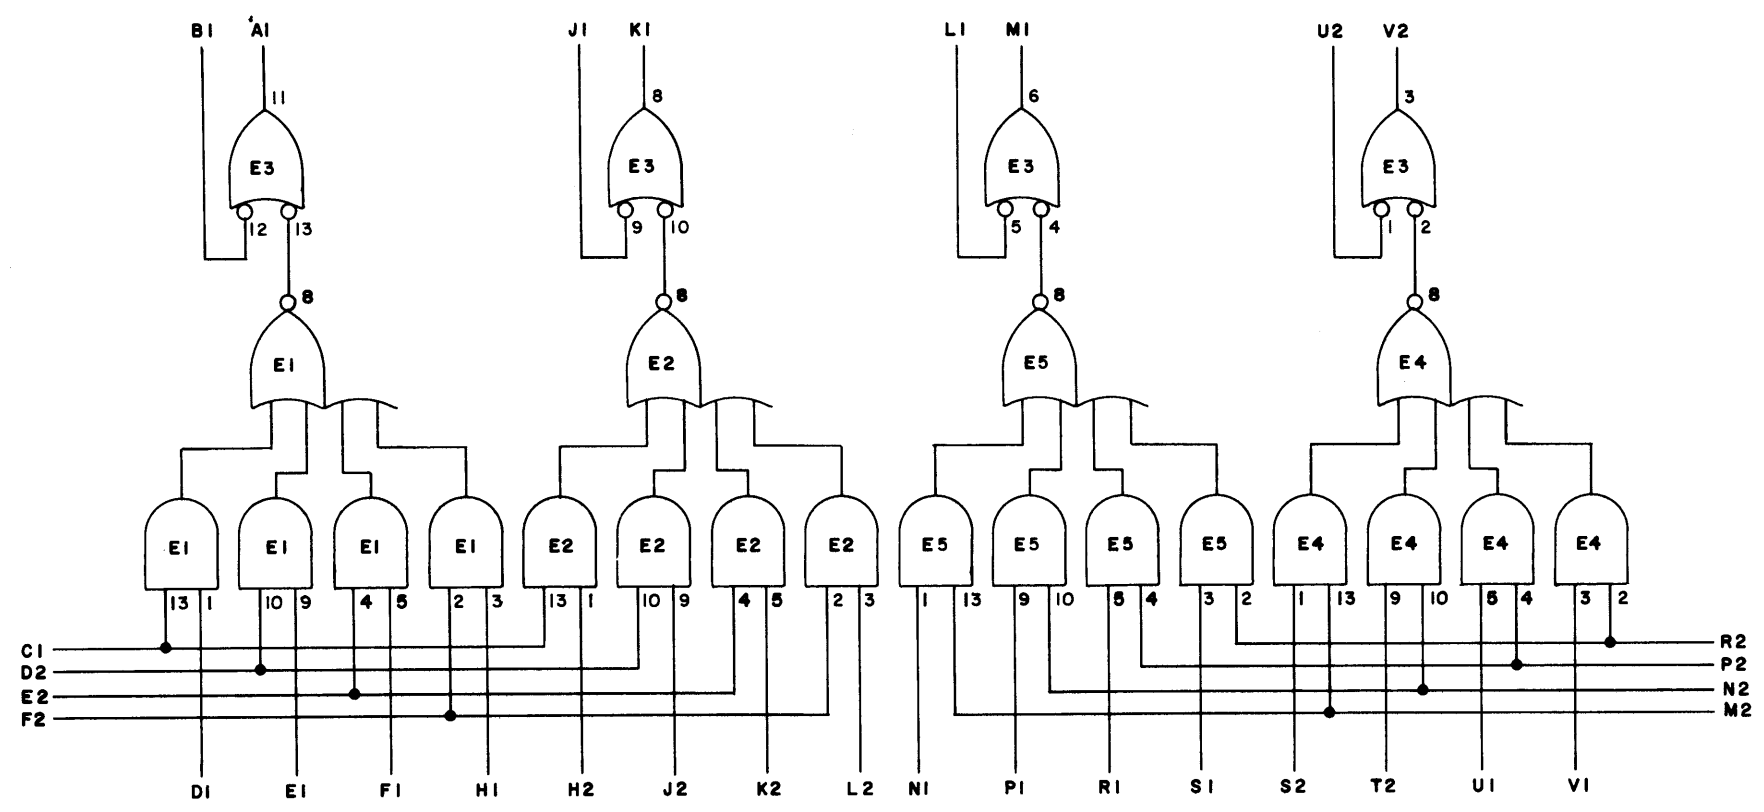 B1 A1 J1 K1 L1 M1 U2 V2
11 8 6 3
E3 E3 E3 E3
12 13 9 10 5 4 1 2
8 8 8 8
E1 E2 E5 E4
E1 E1 E1 E1 E2 E2 E2 E2 E5 E5 E5 E5 E4 E4 E4 E4
13 1 10 9 4 5 2 3 13 1 10 9 4 5 2 3 1 13 9 10 5 4 3 2 1 13 9 10 5 4 3 2
C1 R2
D2 P2
E2 N2
F2 M2
D1 E1 F1 H1 H2 J2 K2 L2 N1 P1 R1 S1 S2 T2 U1 V1